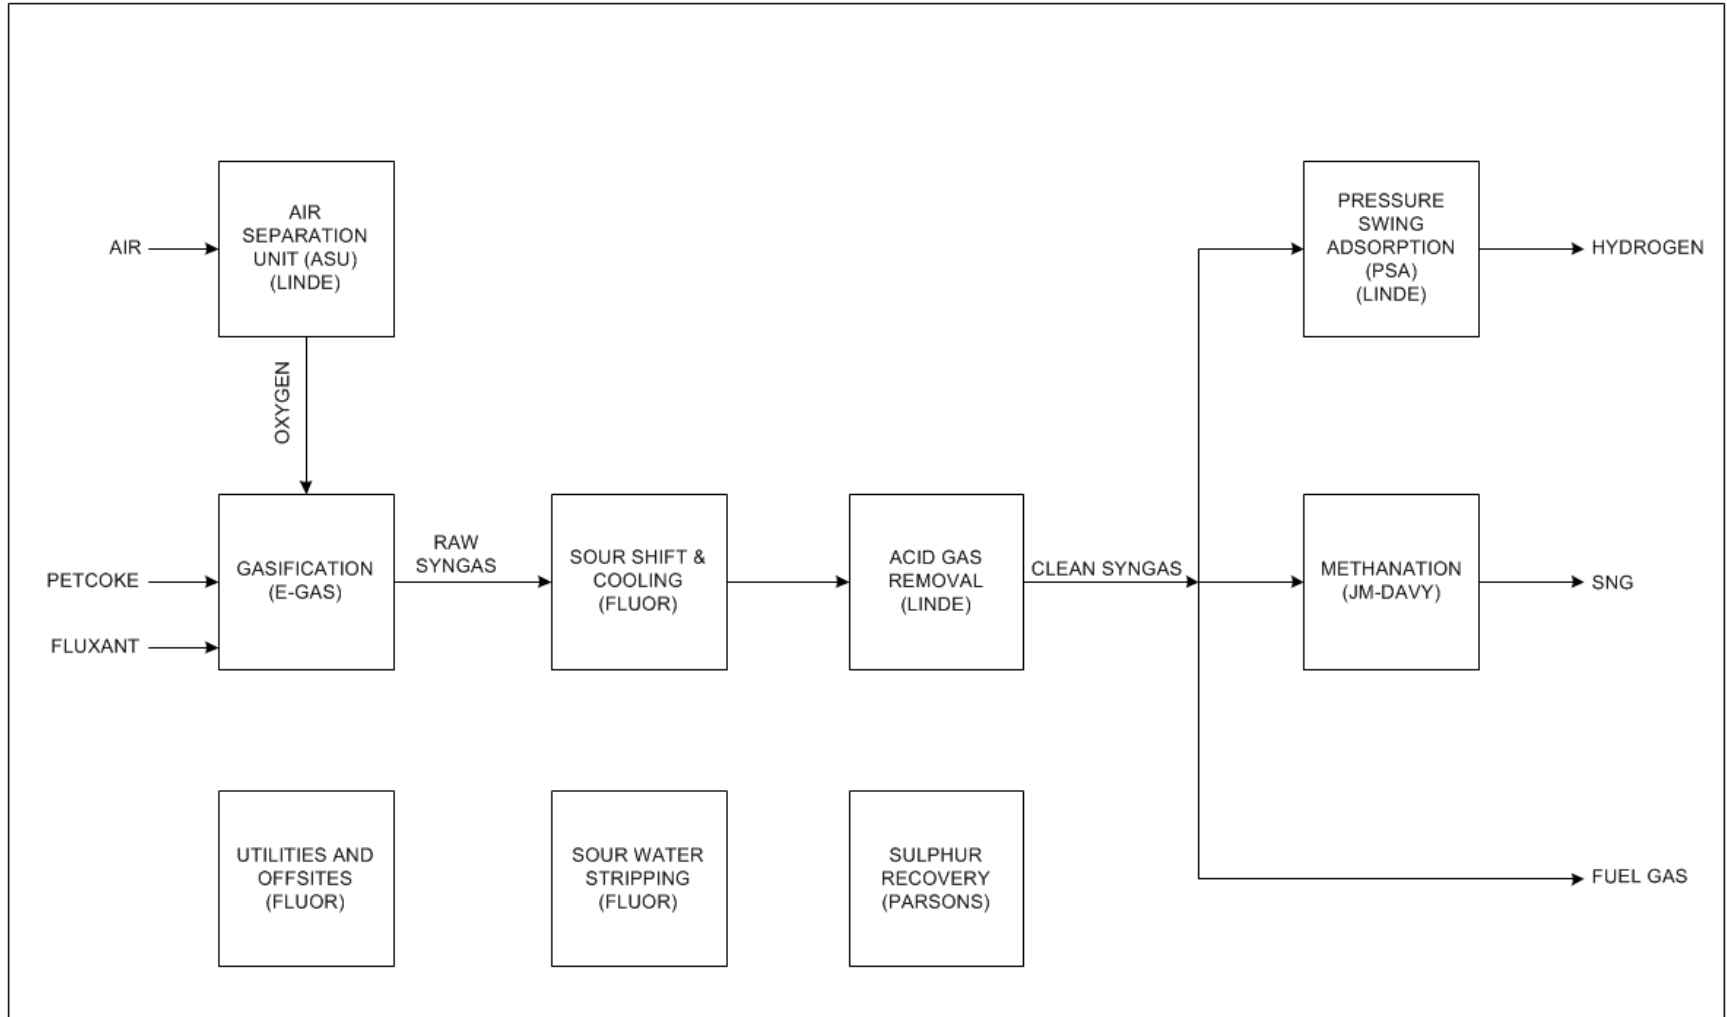 AIR
SEPARATION
UNIT (ASU)
(LINDE)
PRESSURE
SWING
ADSORPTION
(PSA)
(LINDE)
AIR
HYDROGEN
OXYGEN
RAW
SYNGAS
PETCOKE
FLUXANT
GASIFICATION
(E-GAS)
SOUR SHIFT &
COOLING
(FLUOR)
ACID GAS
REMOVAL
(LINDE)
CLEAN SYNGAS
METHANATION
(JM-DAVY)
SNG
UTILITIES AND
OFFSITES
(FLUOR)
SOUR WATER
STRIPPING
(FLUOR)
SULPHUR
RECOVERY
(PARSONS)
FUEL GAS